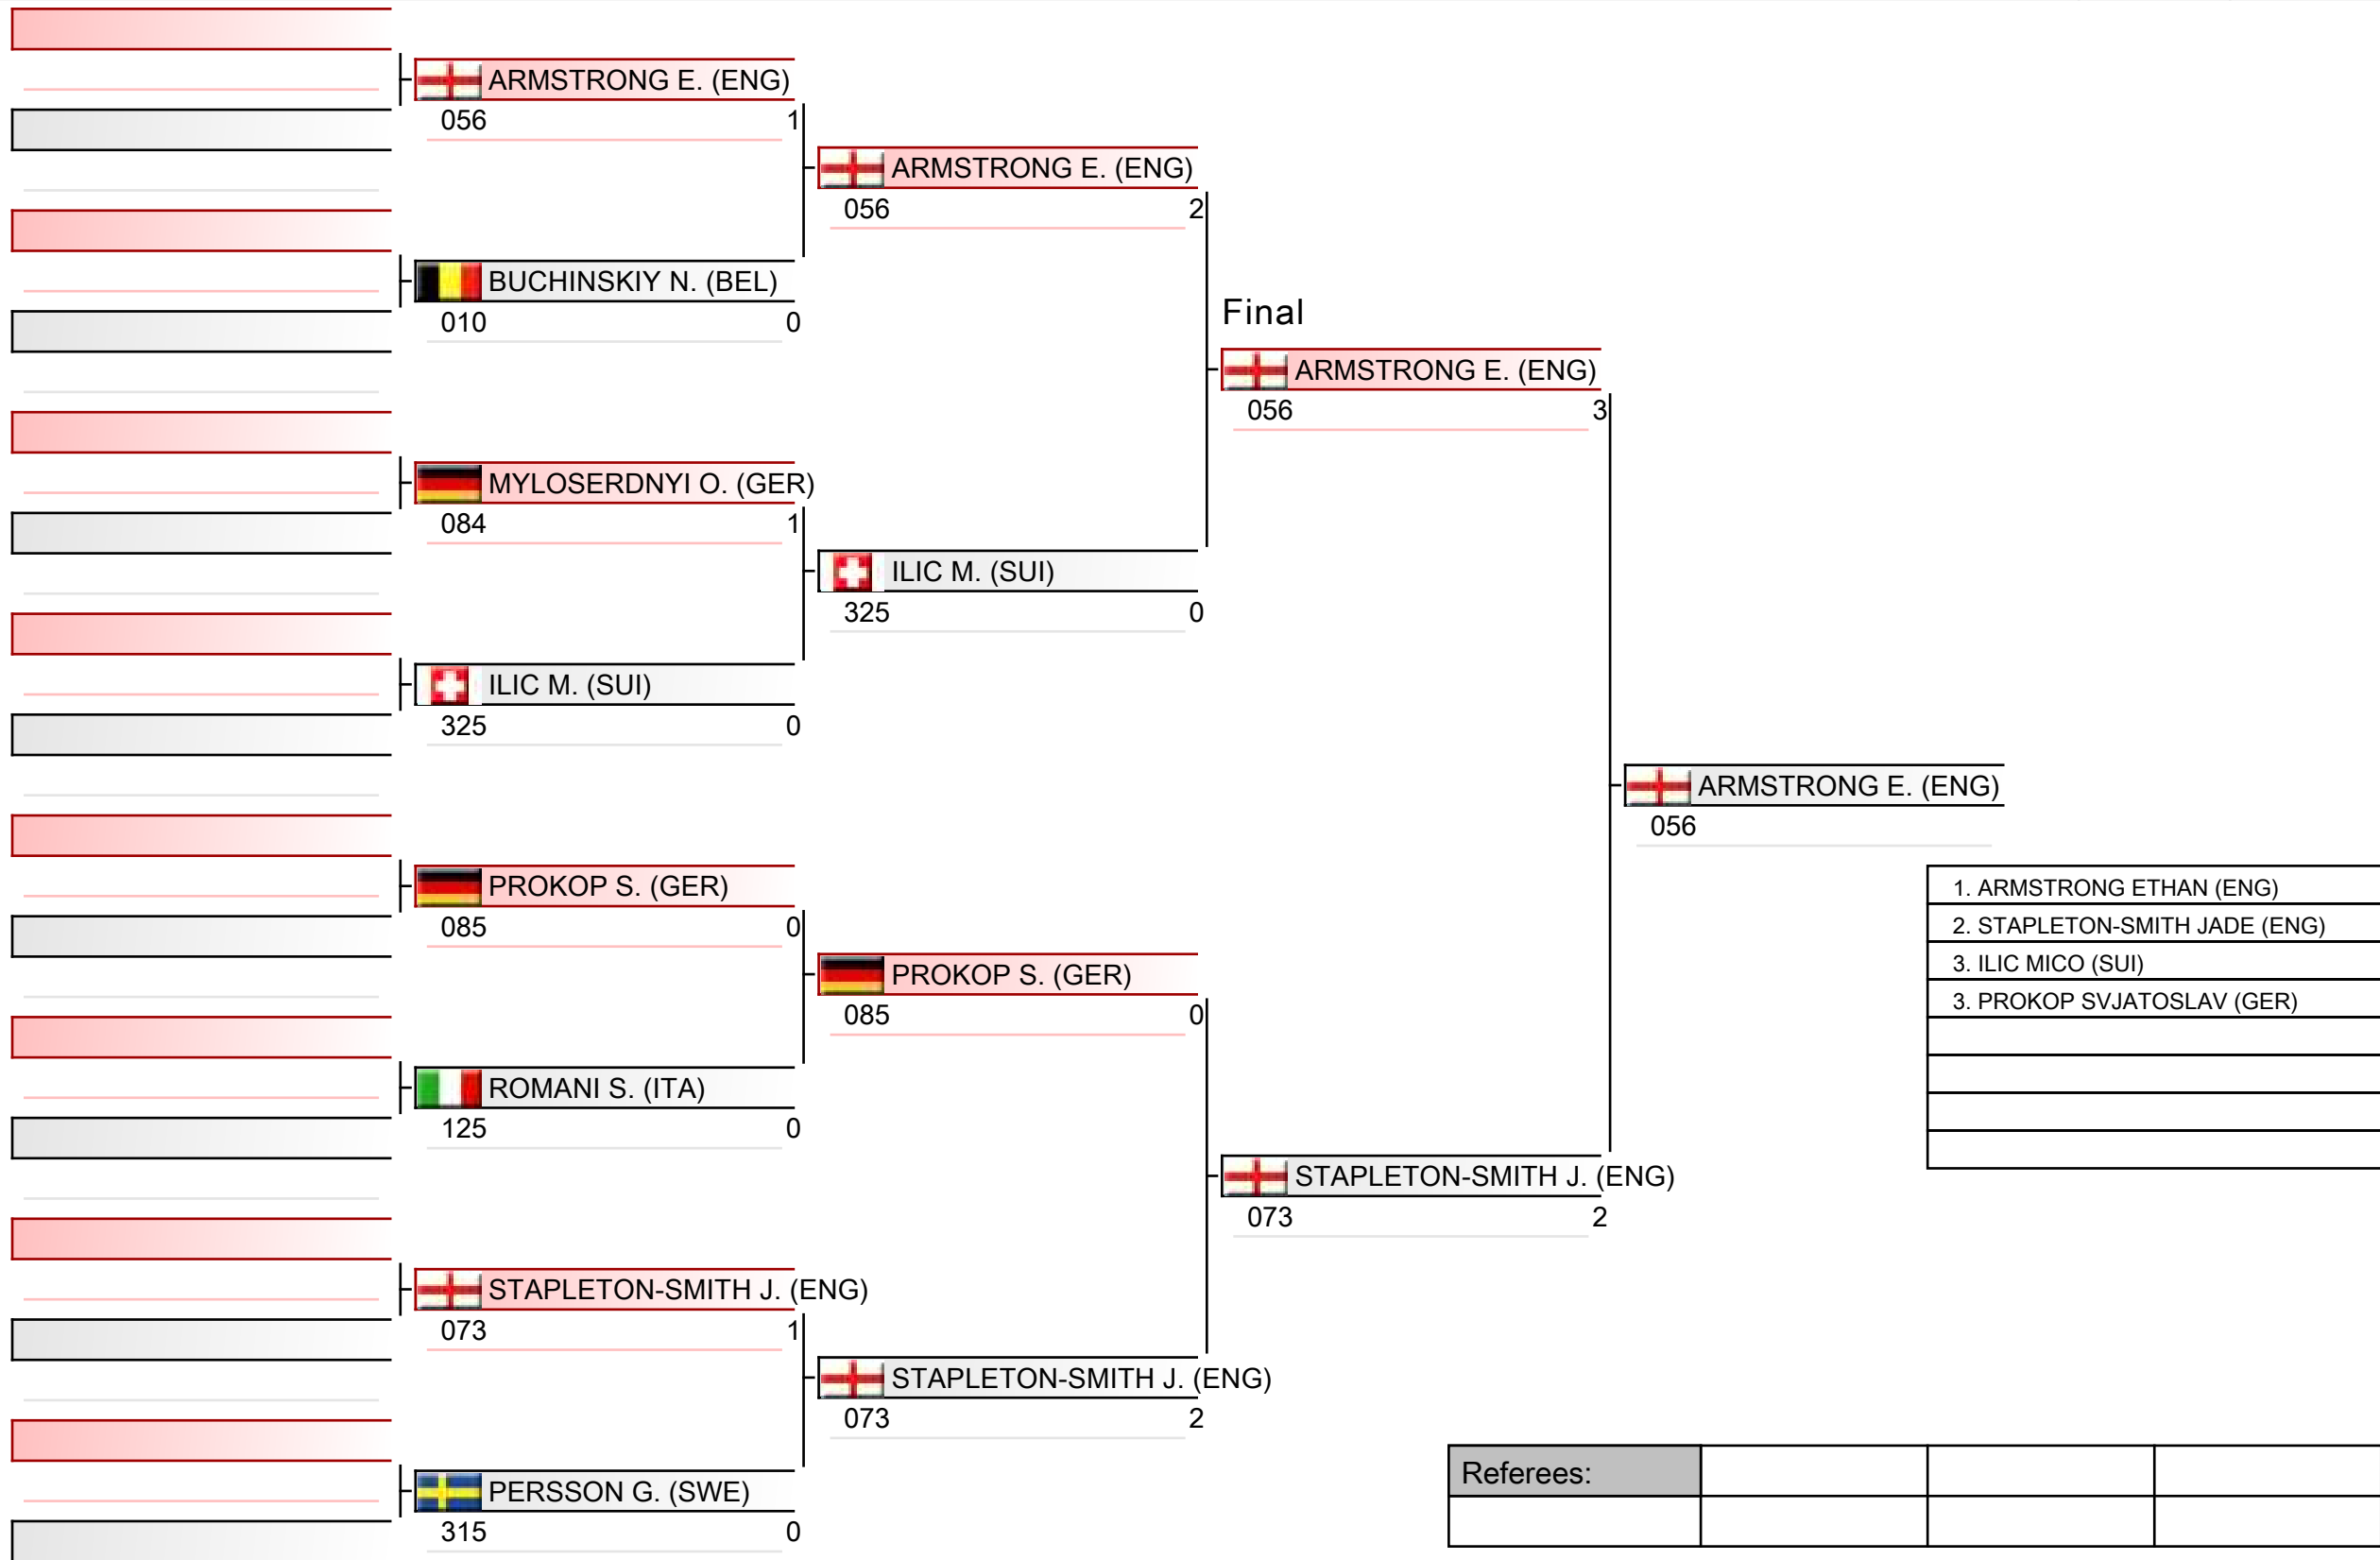 ARMSTRONG E. (ENG)
056 1
BUCHINSKIY N. (BEL)
010 0
MYLOSERDNYI O. (GER)
084 1
ILIC M. (SUI)
325 0
PROKOP S. (GER)
085 0
ROMANI S. (ITA)
125 0
STAPLETON-SMITH J. (ENG)
073 1
PERSSON G. (SWE)
315 0
ARMSTRONG E. (ENG)
056 2
ILIC M. (SUI)
325 0
PROKOP S. (GER)
085 0
STAPLETON-SMITH J. (ENG)
073 2
Final
ARMSTRONG E. (ENG)
056 3
STAPLETON-SMITH J. (ENG)
073 2
ARMSTRONG E. (ENG)
056
1. ARMSTRONG ETHAN (ENG)
2. STAPLETON-SMITH JADE (ENG)
3. ILIC MICO (SUI)
3. PROKOP SVJATOSLAV (GER)
Referees: